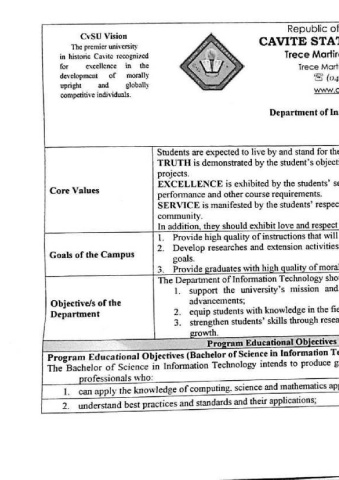 CvSU Vision
The premier university
in historic Cavite recognized
for excellence in the
development of morally
upright and globally
competitive individuals.
Republic of
CAVITE STAT
Trece Martir
Trece Mart
☏ (04
www.c
Department of In
Core Values
Students are expected to live by and stand for the
TRUTH is demonstrated by the student's objecti
projects.
EXCELLENCE is exhibited by the students' se
performance and other course requirements.
SERVICE is manifested by the students' respec
community.
In addition, they should exhibit love and respect
Goals of the Campus
1. Provide high quality of instructions that will
2. Develop researches and extension activities
goals.
3. Provide graduates with high quality of moral
Objective/s of the
Department
The Department of Information Technology sho
1. support the university's mission and
advancements;
2. equip students with knowledge in the fie
3. strengthen students' skills through resea
growth.
Program Educational Objectives
Program Educational Objectives (Bachelor of Science in Information Te
The Bachelor of Science in Information Technology intends to produce g
professionals who:
1. can apply the knowledge of computing, science and mathematics app
2. understand best practices and standards and their applications;